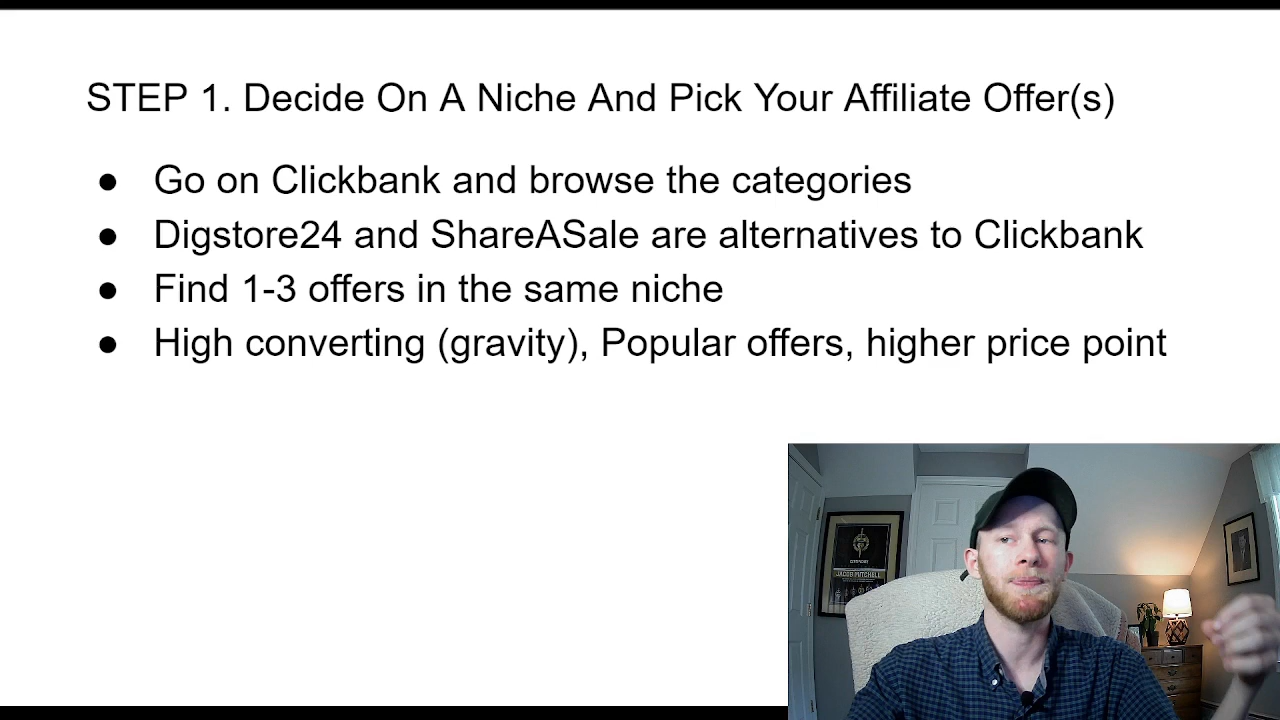 STEP 1. Decide On A Niche And Pick Your Affiliate Offer(s)
● Go on Clickbank and browse the categories
● Digstore24 and ShareASale are alternatives to Clickbank
● Find 1-3 offers in the same niche
● High converting (gravity), Popular offers, higher price point
JACOB MITCHELL